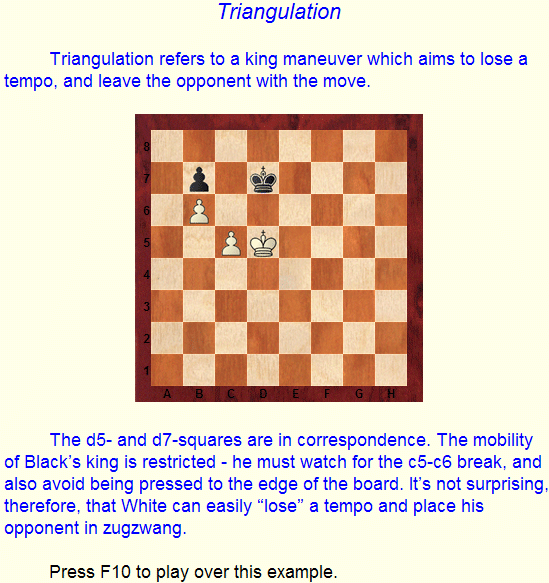 Triangulation
Triangulation refers to a king maneuver which aims to lose a
tempo, and leave the opponent with the move.
8
7
6
5
4
3
2
1
A B C D E F G H
The d5- and d7-squares are in correspondence. The mobility
of Black's king is restricted - he must watch for the c5-c6 break, and
also avoid being pressed to the edge of the board. It's not surprising,
therefore, that White can easily “lose” a tempo and place his
opponent in zugzwang.
Press F10 to play over this example.